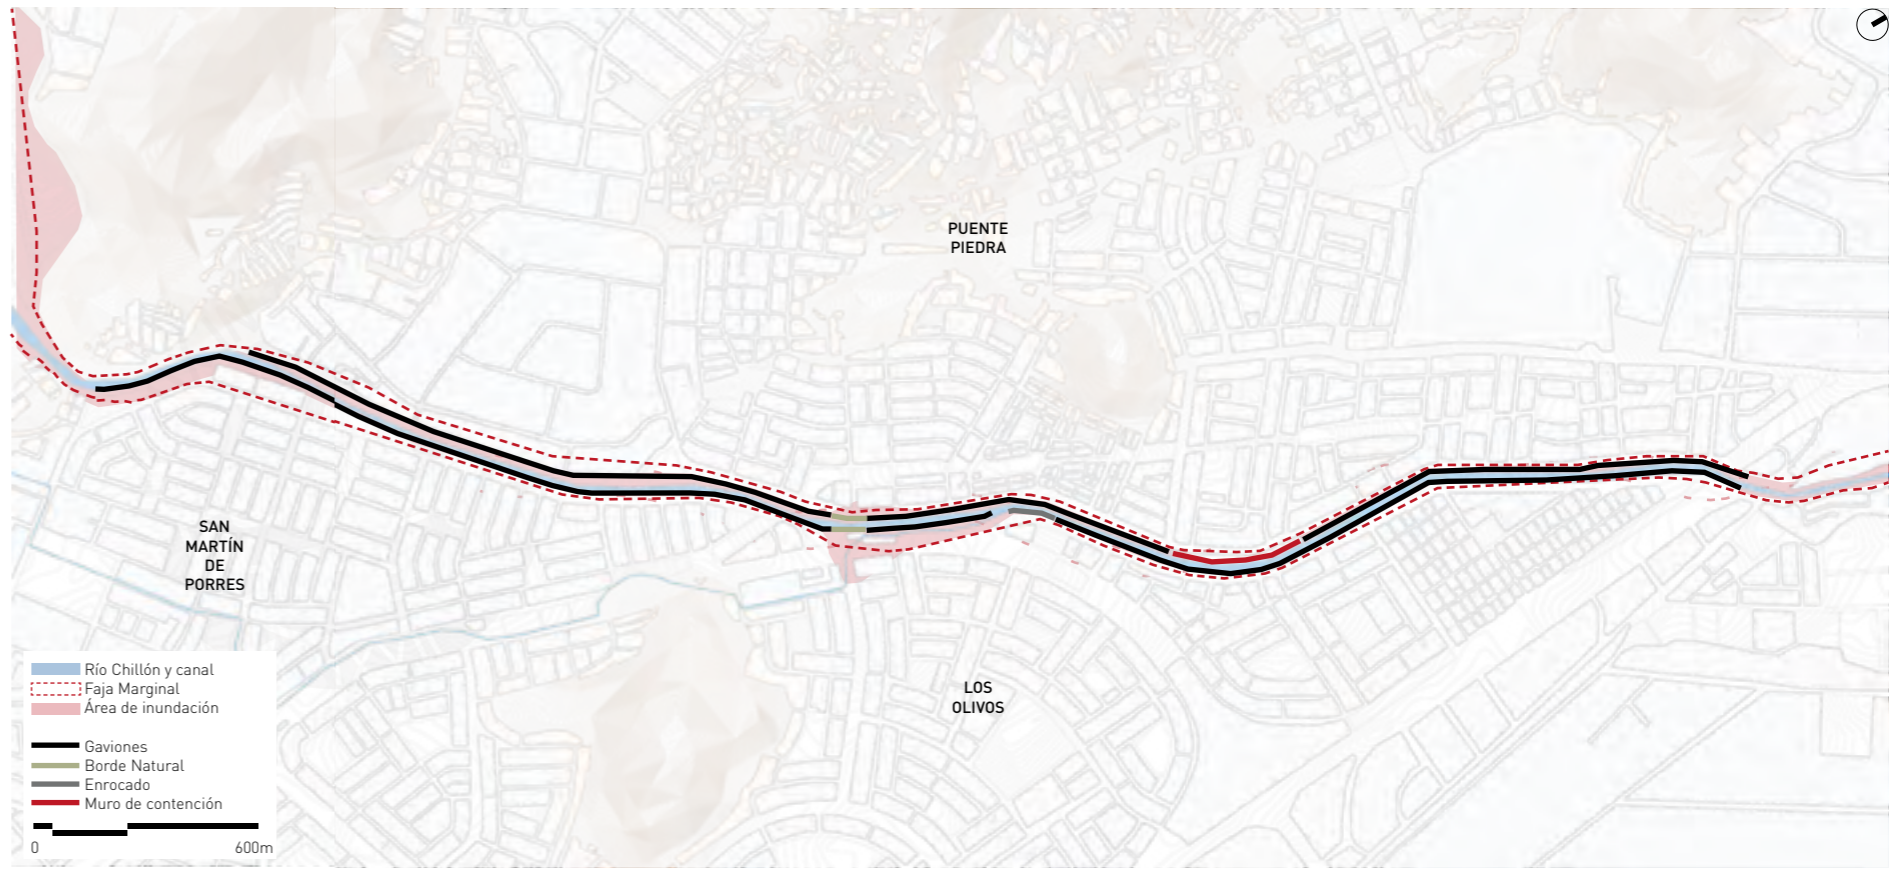 PUENTE
PIEDRA
SAN
MARTÍN
DE
PORRES
LOS
OLIVOS
Río Chillón y canal
Faja Marginal
Área de inundación
Gaviones
Borde Natural
Enrocado
Muro de contención
0 600m